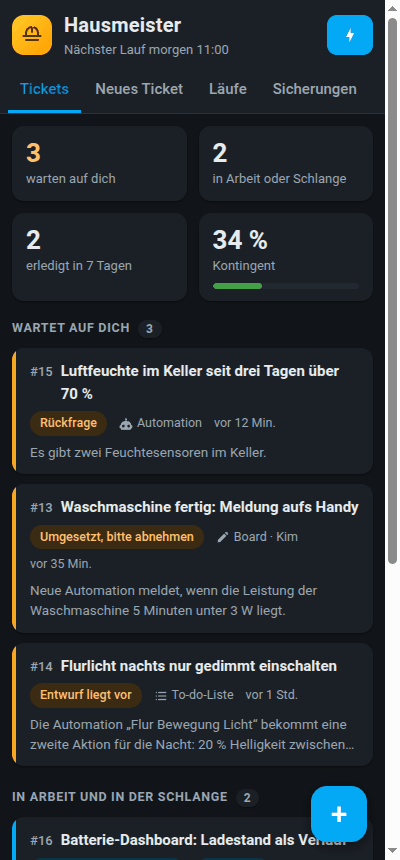 Hausmeister
Nächster Lauf morgen 11:00
Tickets
Neues Ticket
Läufe
Sicherungen
3
warten auf dich
2
in Arbeit oder Schlange
2
erledigt in 7 Tagen
34 %
Kontingent
WARTET AUF DICH 3
#15 Luftfeuchte im Keller seit drei Tagen über
70 %
Rückfrage Automation vor 12 Min.
Es gibt zwei Feuchtesensoren im Keller.
#13 Waschmaschine fertig: Meldung aufs Handy
Umgesetzt, bitte abnehmen Board · Kim
vor 35 Min.
Neue Automation meldet, wenn die Leistung der
Waschmaschine 5 Minuten unter 3 W liegt.
#14 Flurlicht nachts nur gedimmt einschalten
Entwurf liegt vor To-do-Liste vor 1 Std.
Die Automation „Flur Bewegung Licht“ bekommt eine
zweite Aktion für die Nacht: 20 % Helligkeit zwischen…
IN ARBEIT UND IN DER SCHLANGE 2
+
#16 Batterie-Dashboard: Ladestand als